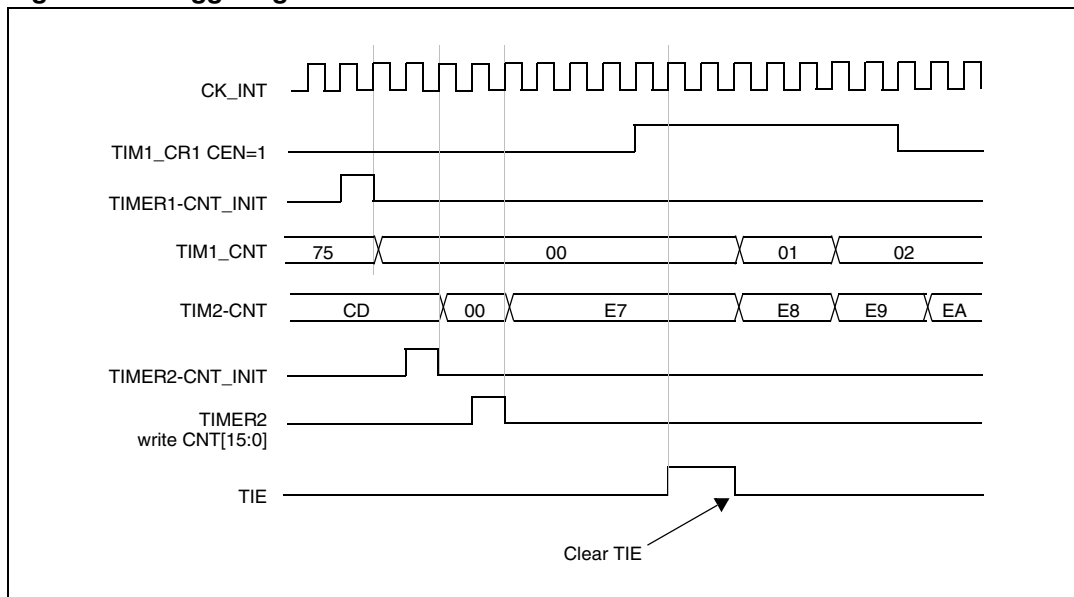 CK_INT
TIM1_CR1 CEN=1
TIMER1-CNT_INIT
TIM1_CNT 75 00 01 02
TIM2-CNT CD 00 E7 E8 E9 EA
TIMER2-CNT_INIT
TIMER2
write CNT[15:0]
TIE
Clear TIE